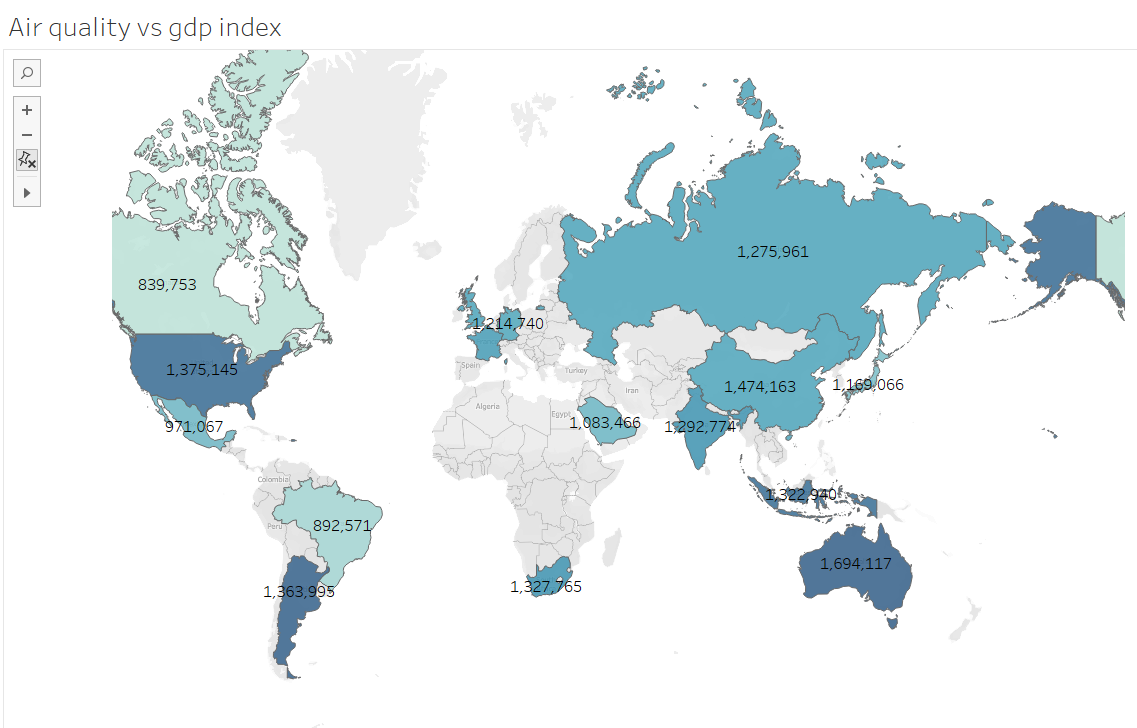 Air quality vs gdp index
839,753
1,275,961
1,214,740
1,375,145
Spain
Turkey
1,474,163
1,169,066
Iran
Algeria
Egypt
1,083,466
1,292,774
971,067
Colombia
1,322,940
Peru
892,571
1,694,117
1,363,995
1,327,765